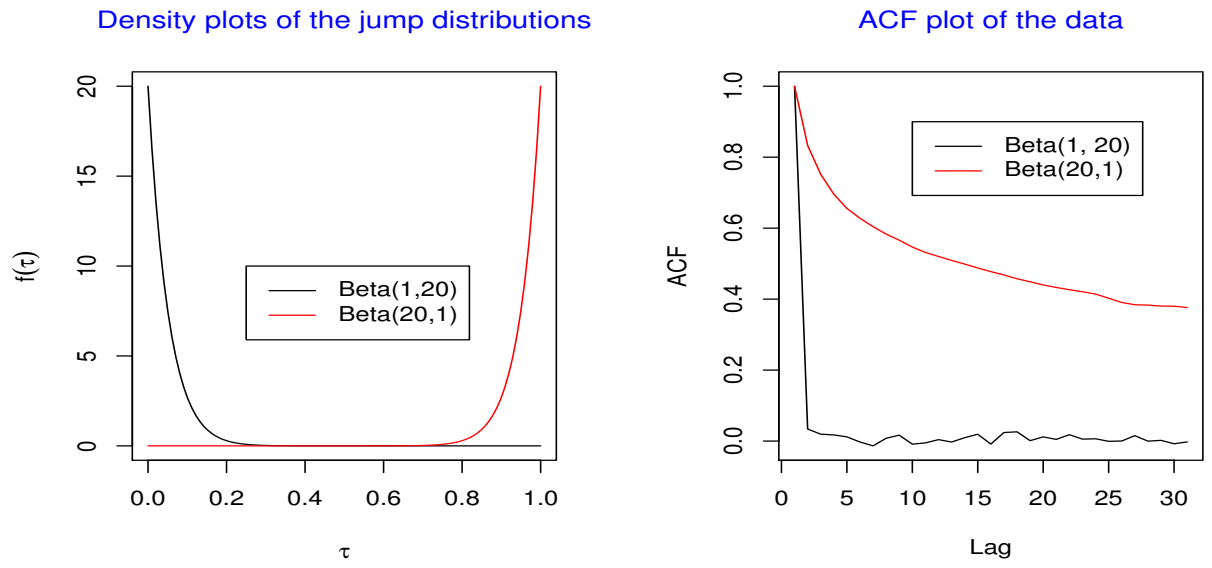 Density plots of the jump distributions
f(τ)
20
15
10
5
0
Beta(1,20)
Beta(20,1)
0.0 0.2 0.4 0.6 0.8 1.0
τ
ACF plot of the data
ACF
1.0
0.8
0.6
0.4
0.2
0.0
Beta(1, 20)
Beta(20,1)
0 5 10 15 20 25 30
Lag